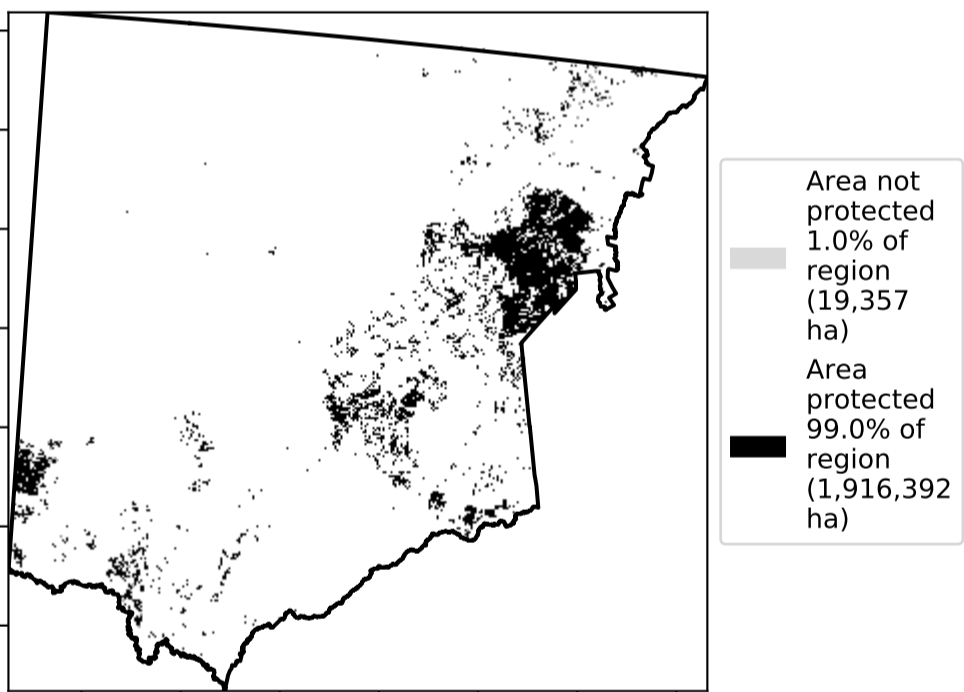 Area not
protected
1.0% of
region
(19,357
ha)
Area
protected
99.0% of
region
(1,916,392
ha)